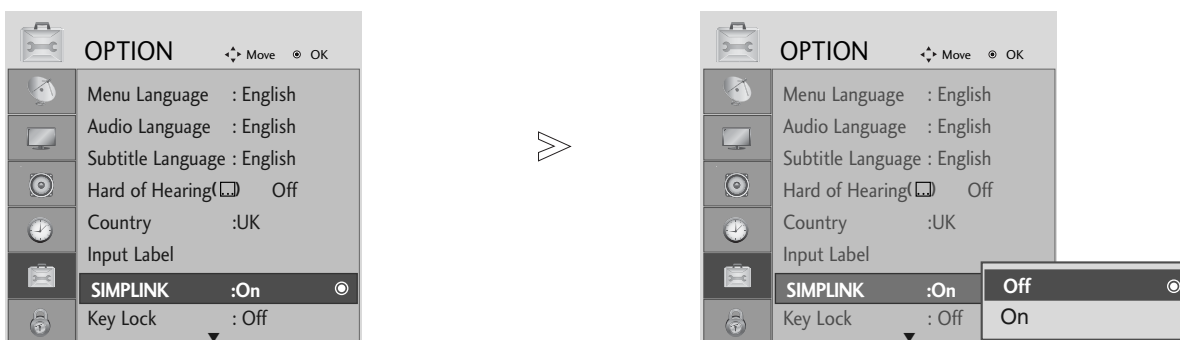 OPTION Move OK
Menu Language : English
Audio Language : English
Subtitle Language : English
Hard of Hearing( ) Off
Country :UK
Input Label
SIMPLINK :On
Key Lock : Off
OPTION Move OK
Menu Language : English
Audio Language : English
Subtitle Language : English
Hard of Hearing( ) Off
Country :UK
Input Label
SIMPLINK :On
Key Lock : Off
Off
On